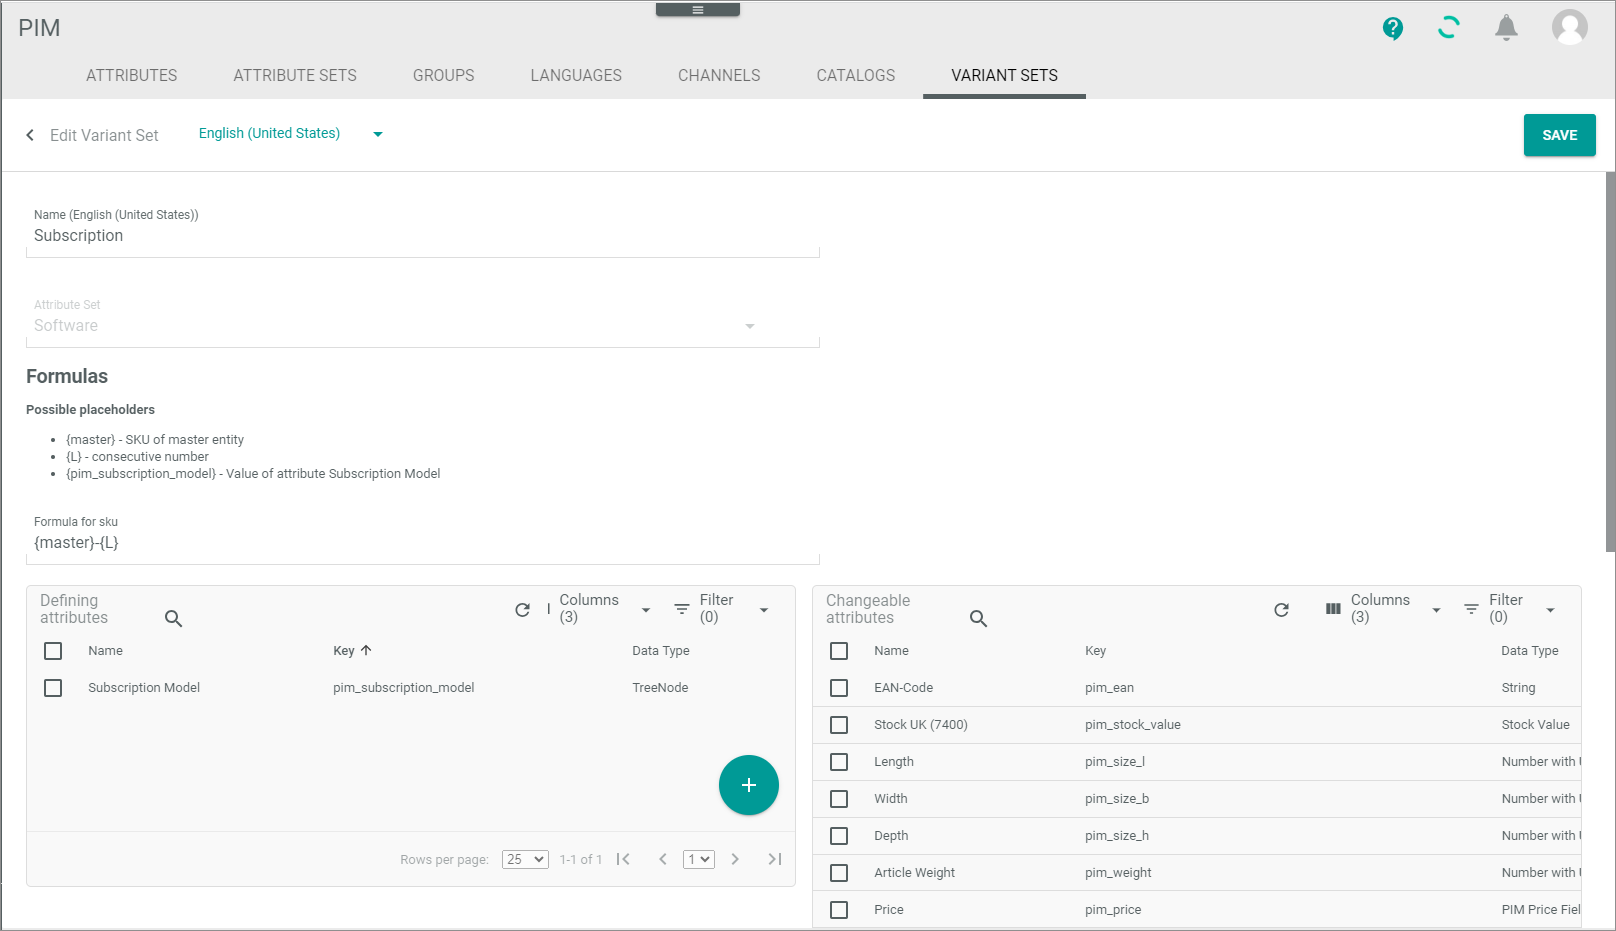 PIM
ATTRIBUTES ATTRIBUTE SETS GROUPS LANGUAGES CHANNELS CATALOGS VARIANT SETS
Edit Variant Set English (United States) SAVE
Name (English (United States))
Subscription
Attribute Set
Software
Formulas
Possible placeholders
• {master} - SKU of master entity
• {L} - consecutive number
• {pim_subscription_model} - Value of attribute Subscription Model
Formula for sku
{master}-{L}
Defining attributes Columns (3) Filter (0)
Name Key Data Type
Subscription Model pim_subscription_model TreeNode
Rows per page: 25 1-1 of 1 1
Changeable attributes Columns (3) Filter (0)
Name Key Data Type
EAN-Code pim_ean String
Stock UK (7400) pim_stock_value Stock Value
Length pim_size_l Number with
Width pim_size_b Number with
Depth pim_size_h Number with
Article Weight pim_weight Number with
Price pim_price PIM Price Fiel